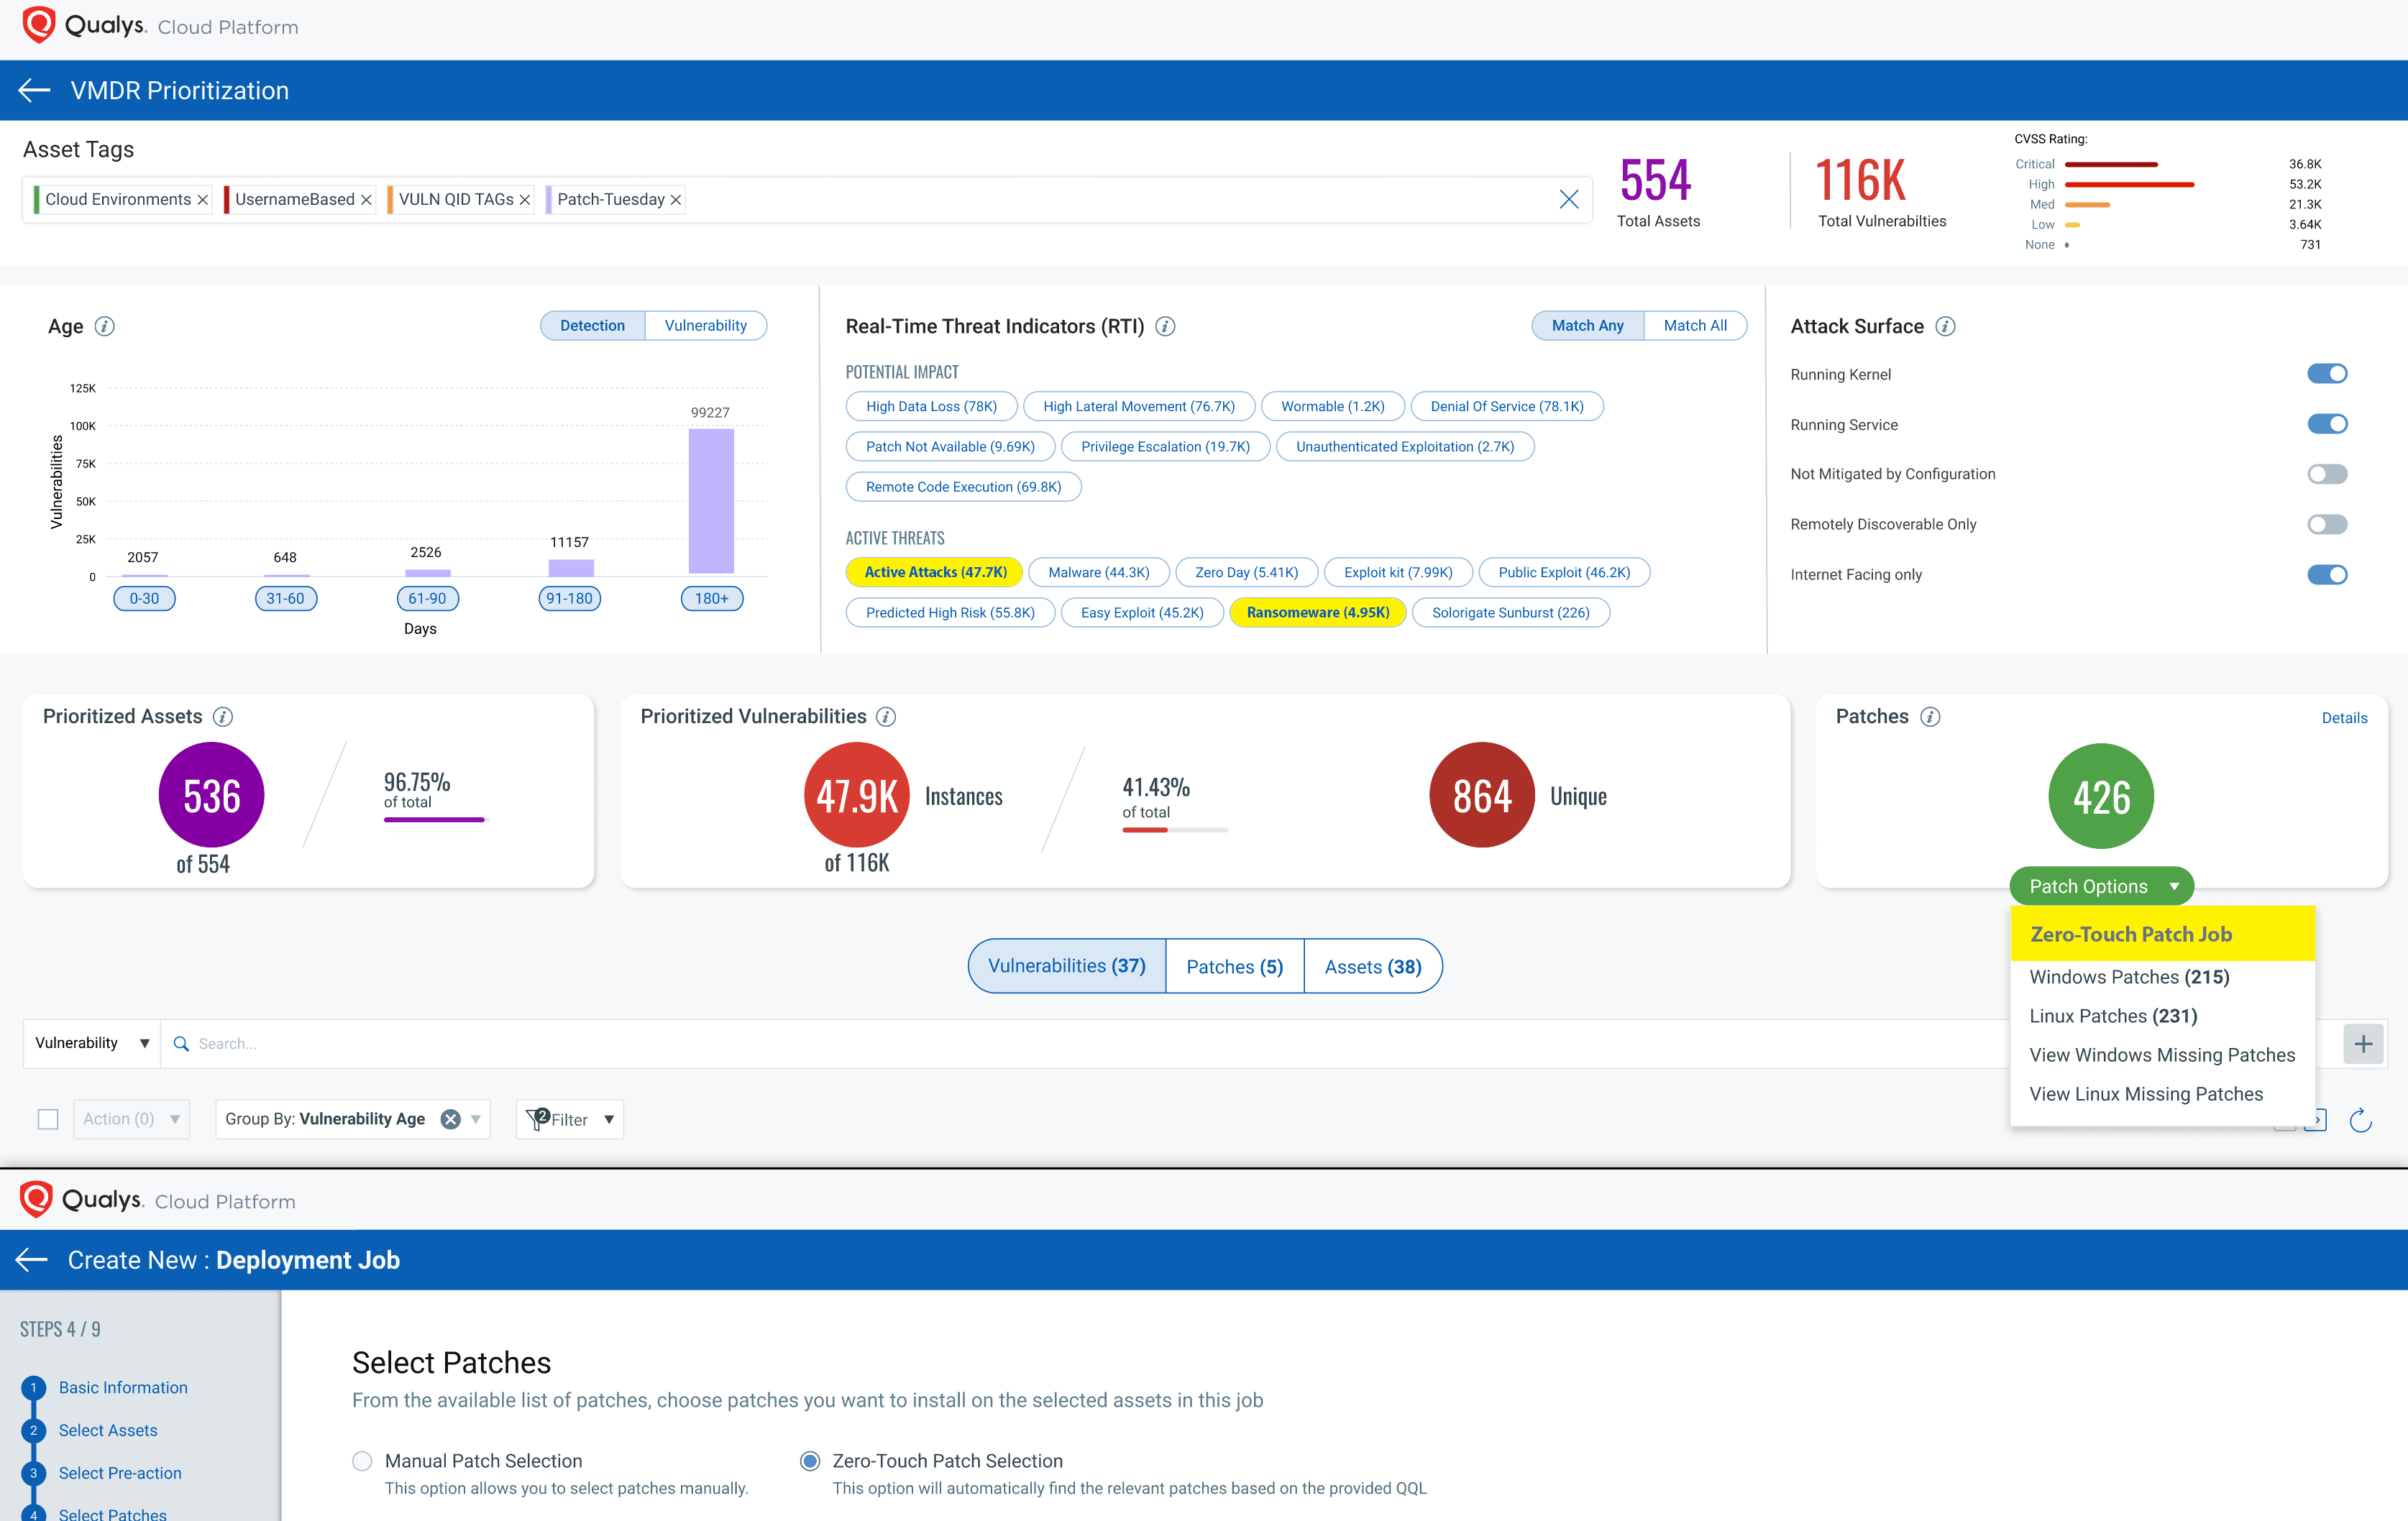 Qualys. Cloud Platform
VMDR Prioritization
Asset Tags
Cloud Environments
UsernameBased
VULN QID TAGs
Patch-Tuesday
554
Total Assets
116K
Total Vulnerabilties
CVSS Rating:
Critical 36.8K
High 53.2K
Med 21.3K
Low 3.64K
None 731
Age
Detection Vulnerability
Vulnerabilities
125K
100K
75K
50K
25K
0
2057
648
2526
11157
99227
0-30 31-60 61-90 91-180 180+
Days
Real-Time Threat Indicators (RTI)
Match Any Match All
POTENTIAL IMPACT
High Data Loss (78K) High Lateral Movement (76.7K) Wormable (1.2K) Denial Of Service (78.1K)
Patch Not Available (9.69K) Privilege Escalation (19.7K) Unauthenticated Exploitation (2.7K)
Remote Code Execution (69.8K)
ACTIVE THREATS
Active Attacks (47.7K) Malware (44.3K) Zero Day (5.41K) Exploit kit (7.99K) Public Exploit (46.2K)
Predicted High Risk (55.8K) Easy Exploit (45.2K) Ransomeware (4.95K) Solorigate Sunburst (226)
Attack Surface
Running Kernel
Running Service
Not Mitigated by Configuration
Remotely Discoverable Only
Internet Facing only
Prioritized Assets
536
of 554
96.75%
of total
Prioritized Vulnerabilities
47.9K Instances
of 116K
41.43%
of total
864 Unique
Patches
Details
426
Patch Options
Zero-Touch Patch Job
Windows Patches (215)
Linux Patches (231)
View Windows Missing Patches
View Linux Missing Patches
Vulnerabilities (37) Patches (5) Assets (38)
Vulnerability Search...
Action (0) Group By: Vulnerability Age 2 Filter
Qualys. Cloud Platform
Create New : Deployment Job
STEPS 4 / 9
1 Basic Information
2 Select Assets
3 Select Pre-action
4 Select Patches
Select Patches
From the available list of patches, choose patches you want to install on the selected assets in this job
Manual Patch Selection
This option allows you to select patches manually.
Zero-Touch Patch Selection
This option will automatically find the relevant patches based on the provided QQL